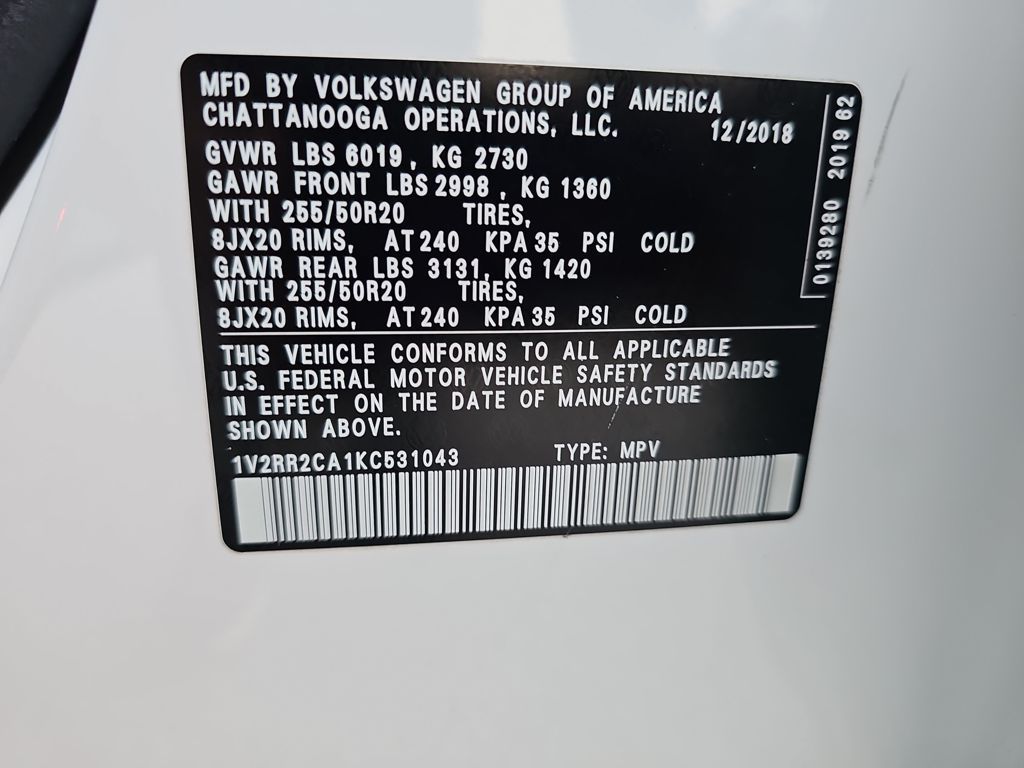 MFD BY VOLKSWAGEN GROUP OF AMERICA
CHATTANOOGA OPERATIONS, LLC. 12/2018
GVWR LBS 6019, KG 2730
GAWR FRONT LBS 2998, KG 1360
WITH 255/50R20 TIRES,
8JX20 RIMS, AT 240 KPA 35 PSI COLD
GAWR REAR LBS 3131, KG 1420
WITH 255/50R20 TIRES,
8JX20 RIMS, AT 240 KPA 35 PSI COLD
THIS VEHICLE CONFORMS TO ALL APPLICABLE
U.S. FEDERAL MOTOR VEHICLE SAFETY STANDARDS
IN EFFECT ON THE DATE OF MANUFACTURE
SHOWN ABOVE.
1V2RR2CA1KC531043 TYPE: MPV
0139280 2019 62